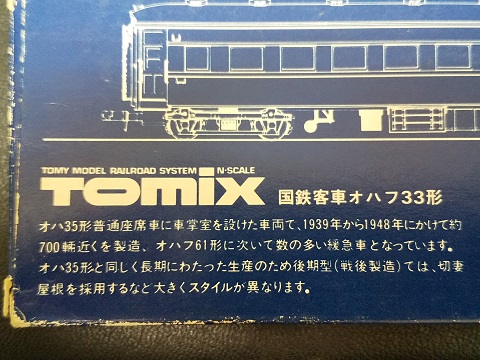 TOMY MODEL RAILROAD SYSTEM N·SCALE
TOMIX 国鉄客車オハフ33形
オハ35形普通座席車に車掌室を設けた車両で、1939年から1948年にかけて約
700輛近くを製造、オハフ61形に次いで数の多い緩急車となっています。
オハ35形と同じく長期にわたった生産のため後期型(戦後製造)では、切妻
屋根を採用するなど大きくスタイルが異なります。